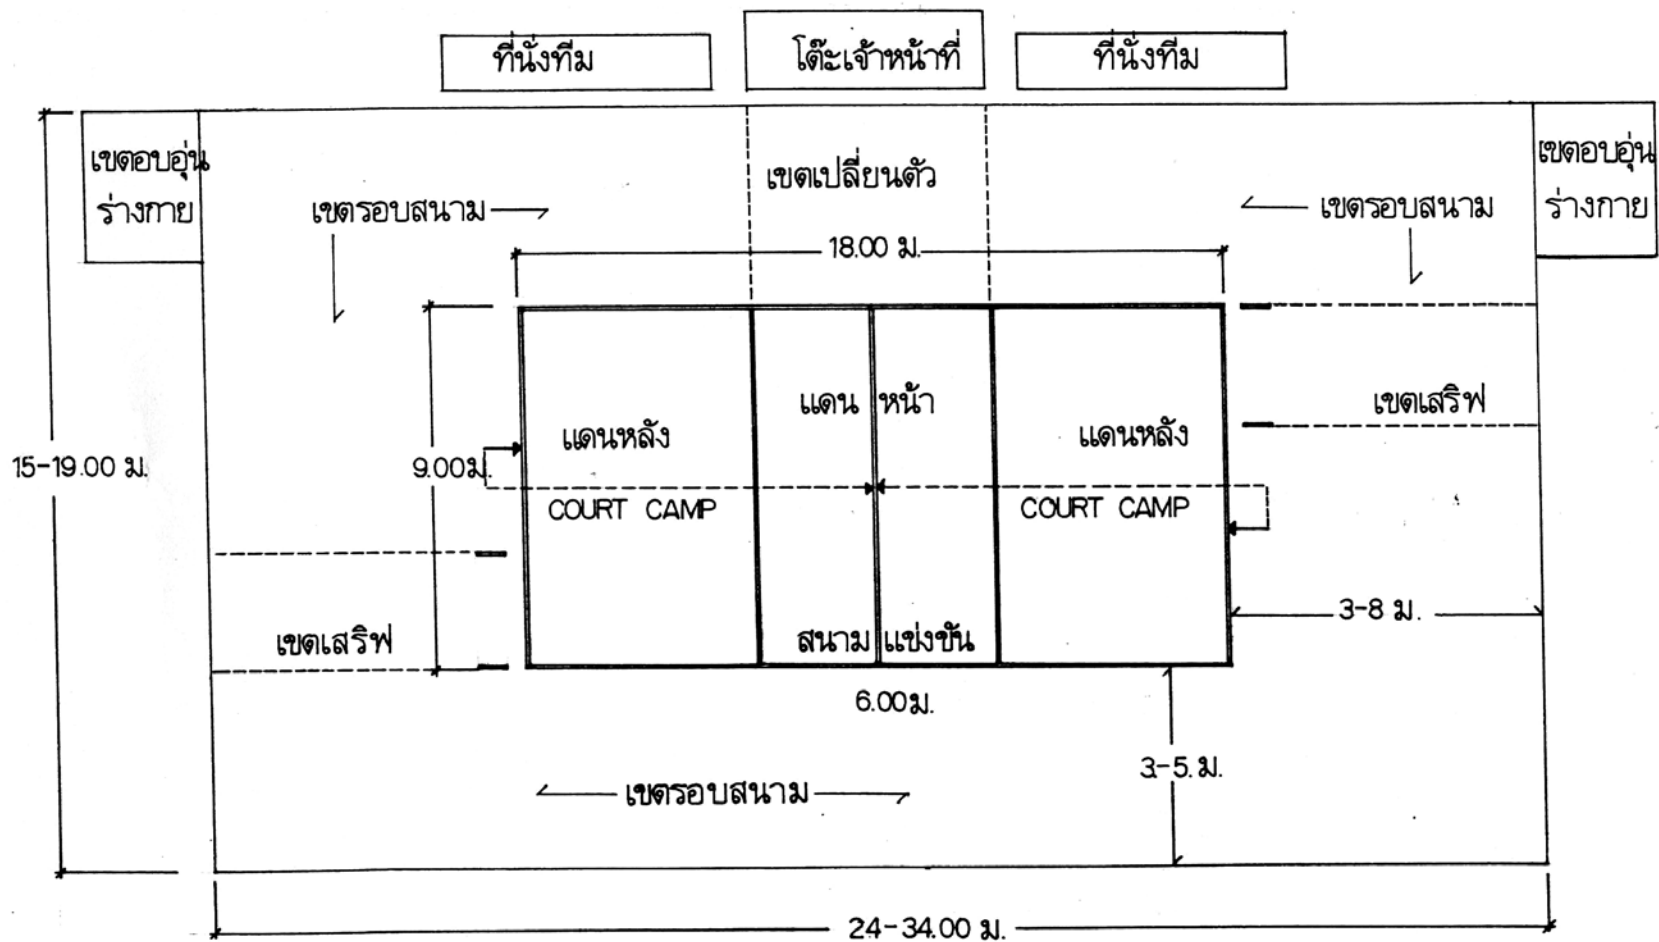 ที่นั่งทีม
โต๊ะเจ้าหน้าที่
ที่นั่งทีม
เขตอบอุ่น
ร่างกาย
เขตอบอุ่น
ร่างกาย
เขตเปลี่ยนตัว
เขตรอบสนาม
เขตรอบสนาม
18.00 ม.
แดน หน้า
เขตเสริฟ
แดนหลัง
แดนหลัง
15-19.00 ม.
9.00ม.
COURT CAMP
COURT CAMP
3-8 ม.
เขตเสริฟ
สนาม แข่งขัน
6.00ม.
3-5.ม.
เขตรอบสนาม
24-34.00 ม.